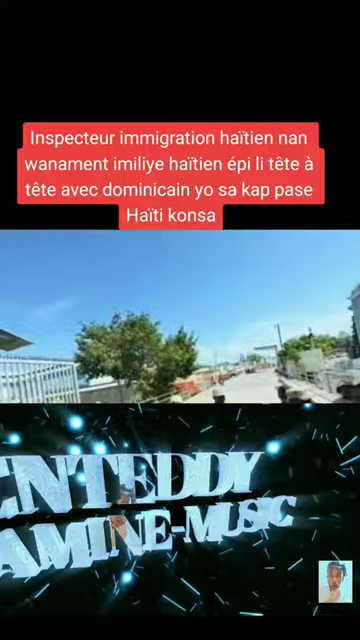 Inspecteur immigration haïtien nan
wanament imiliye haïtien épi li tête à
tête avec dominicain yo sa kap pase
Haïti konsa
ENTEDDY
AMINE-MUSIC